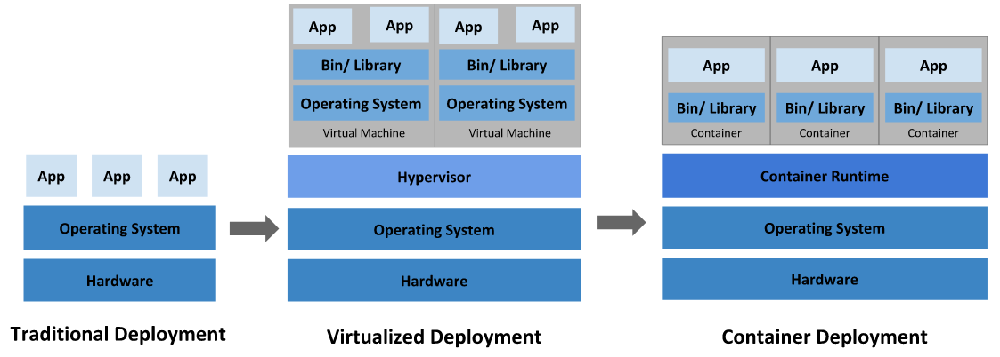 App
App
App
Operating System
Hardware
Traditional Deployment
App
App
Bin/ Library
Operating System
Virtual Machine
App
App
Bin/ Library
Operating System
Virtual Machine
Hypervisor
Operating System
Hardware
Virtualized Deployment
App
Bin/ Library
Container
App
Bin/ Library
Container
App
Bin/ Library
Container
Container Runtime
Operating System
Hardware
Container Deployment